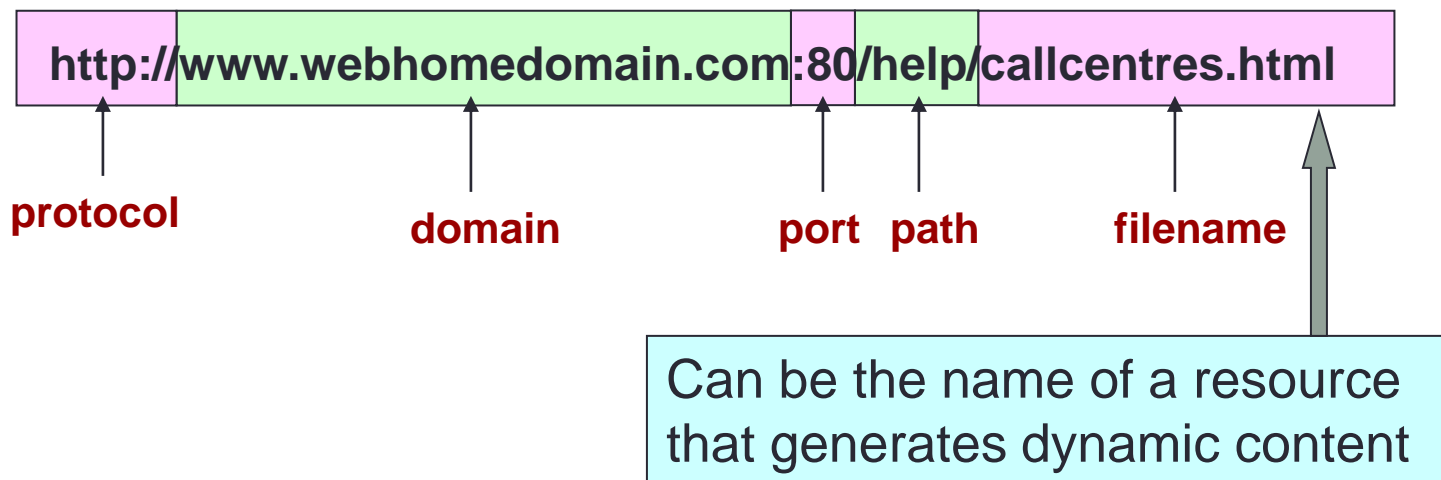 http://www.webhomedomain.com:80/help/callcentres.html
protocol
domain
port
path
filename
Can be the name of a resource
that generates dynamic content